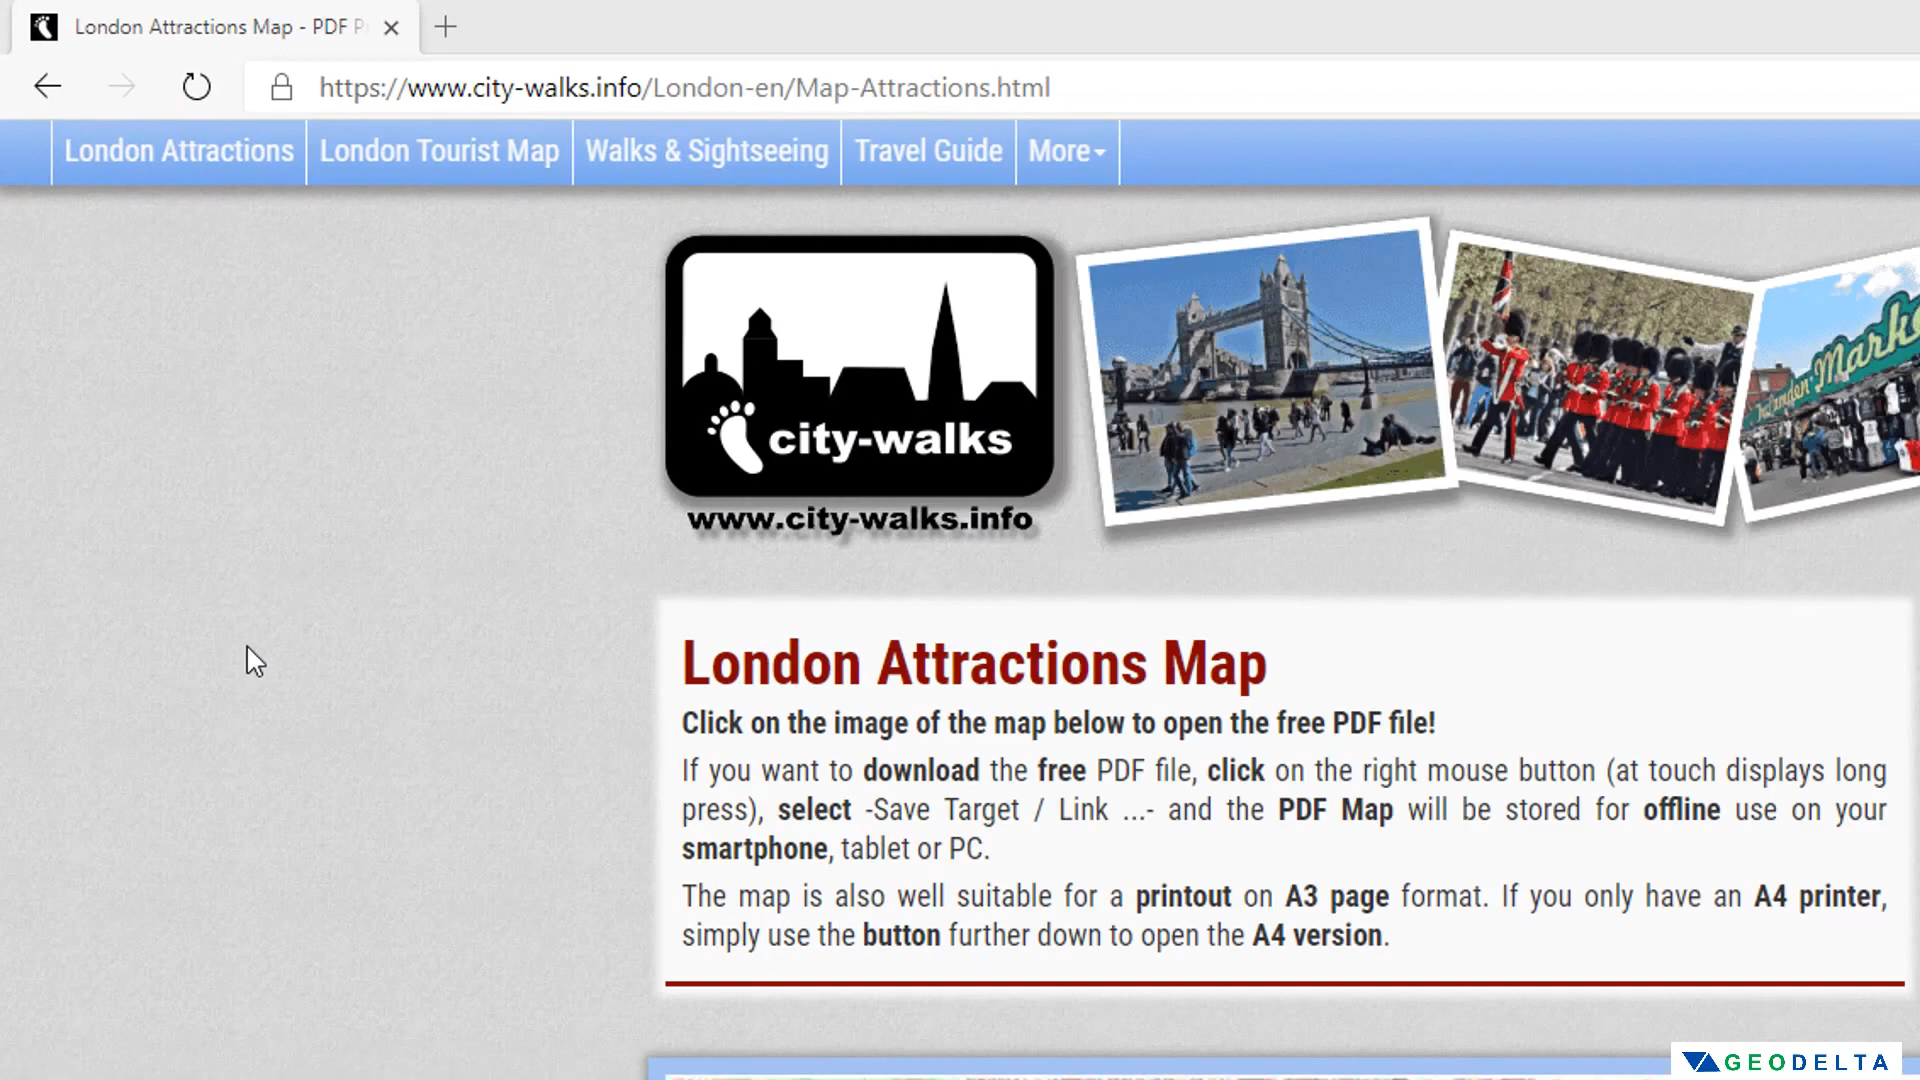 London Attractions Map - PDF P
https://www.city-walks.info/London-en/Map-Attractions.html
London Attractions
London Tourist Map
Walks & Sightseeing
Travel Guide
More
city-walks
www.city-walks.info
London Attractions Map
Click on the image of the map below to open the free PDF file!
If you want to download the free PDF file, click on the right mouse button (at touch displays long
press), select -Save Target / Link ...- and the PDF Map will be stored for offline use on your
smartphone, tablet or PC.
The map is also well suitable for a printout on A3 page format. If you only have an A4 printer,
simply use the button further down to open the A4 version.
GEODELTA